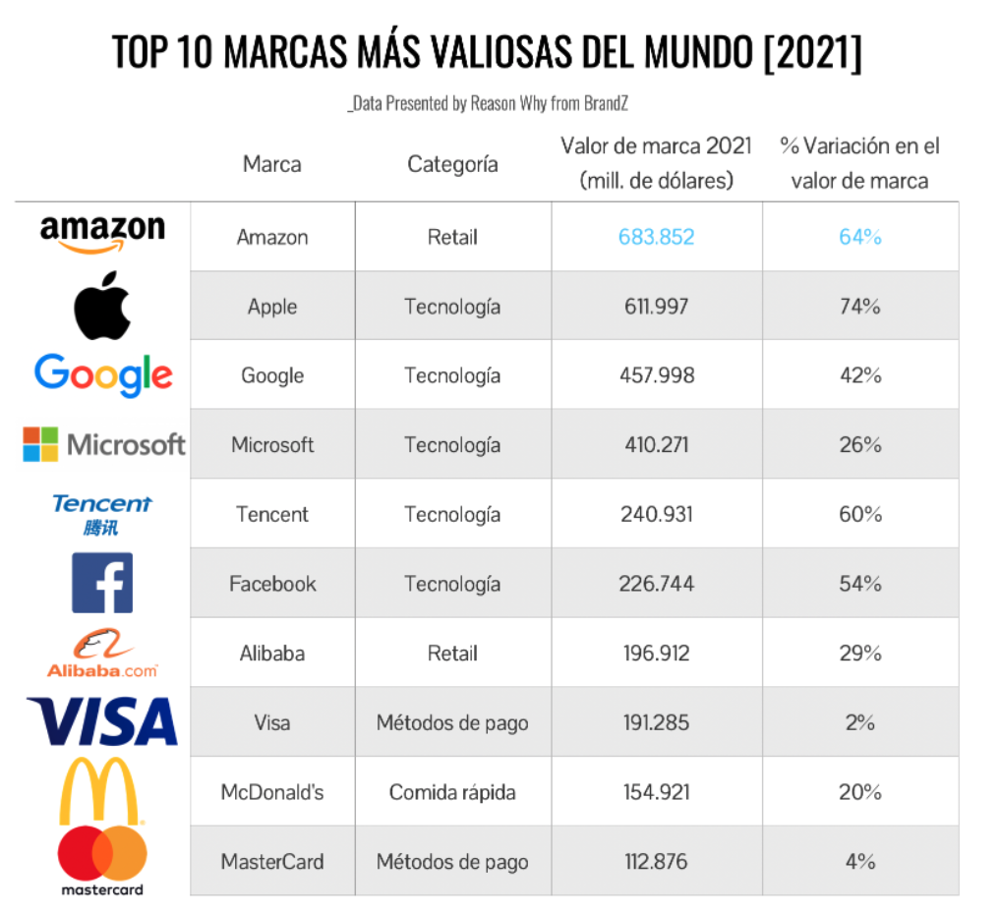 TOP 10 MARCAS MÁS VALIOSAS DEL MUNDO [2021]
_Data Presented by Reason Why from BrandZ
Marca Categoría Valor de marca 2021 (mill. de dólares) % Variación en el valor de marca
amazon Amazon Retail 683.852 64%
Apple Tecnología 611.997 74%
Google Google Tecnología 457.998 42%
Microsoft Microsoft Tecnología 410.271 26%
Tencent 腾讯 Tencent Tecnología 240.931 60%
f Facebook Tecnología 226.744 54%
Alibaba.com Alibaba Retail 196.912 29%
VISA Visa Métodos de pago 191.285 2%
McDonald's Comida rápida 154.921 20%
mastercard MasterCard Métodos de pago 112.876 4%